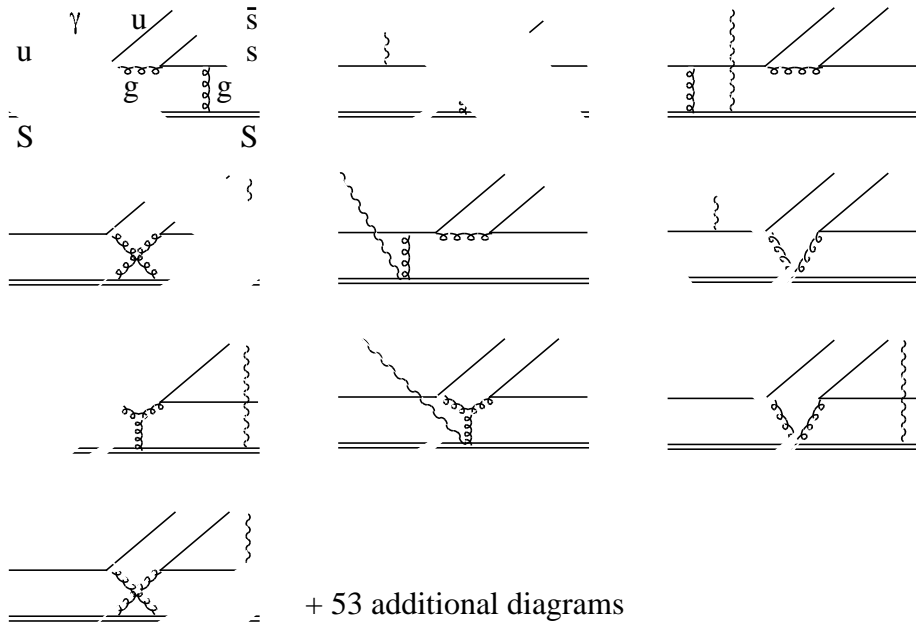 γ u s̄
u s
g g
S S
+ 53 additional diagrams